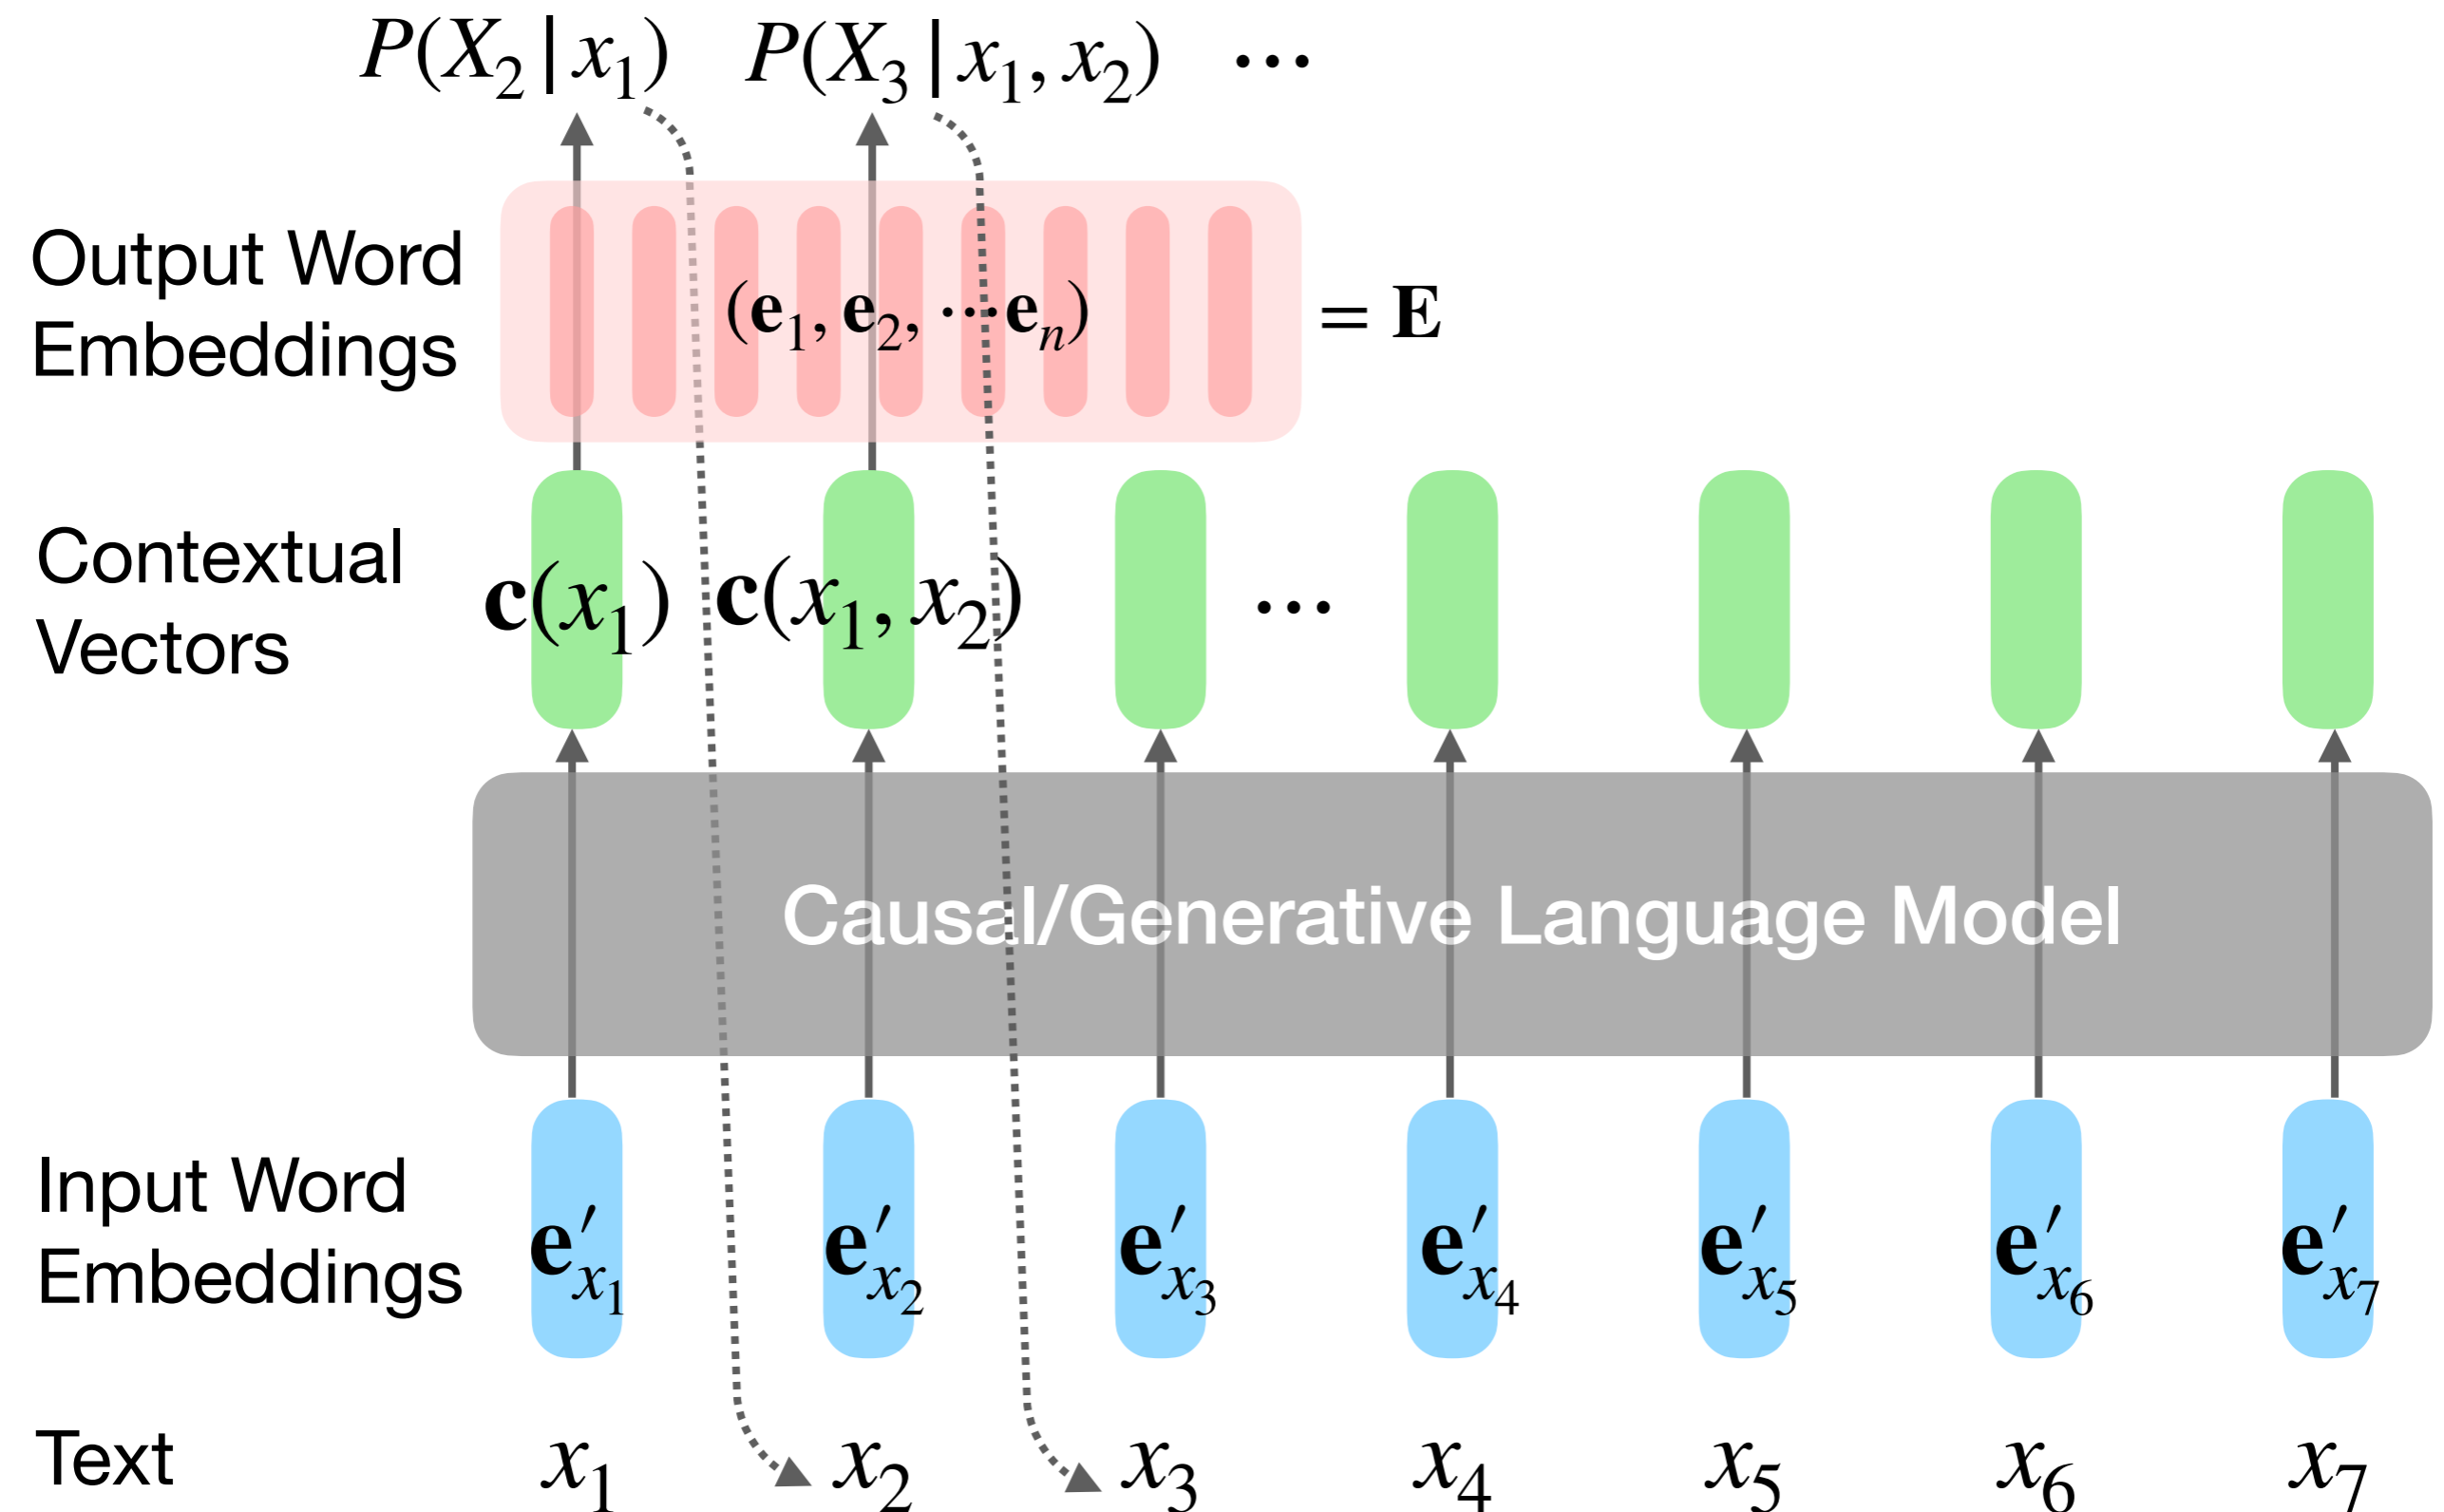 P(X₂ | x₁) P(X₃ | x₁, x₂) ⋯
Output Word
Embeddings
(e₁, e₂, ⋯eₙ) = E
Contextual
Vectors
c(x₁) c(x₁, x₂) ⋯
Causal/Generative Language Model
Input Word
Embeddings
e′ₓ₁ e′ₓ₂ e′ₓ₃ e′ₓ₄ e′ₓ₅ e′ₓ₆ e′ₓ₇
Text x₁ x₂ x₃ x₄ x₅ x₆ x₇